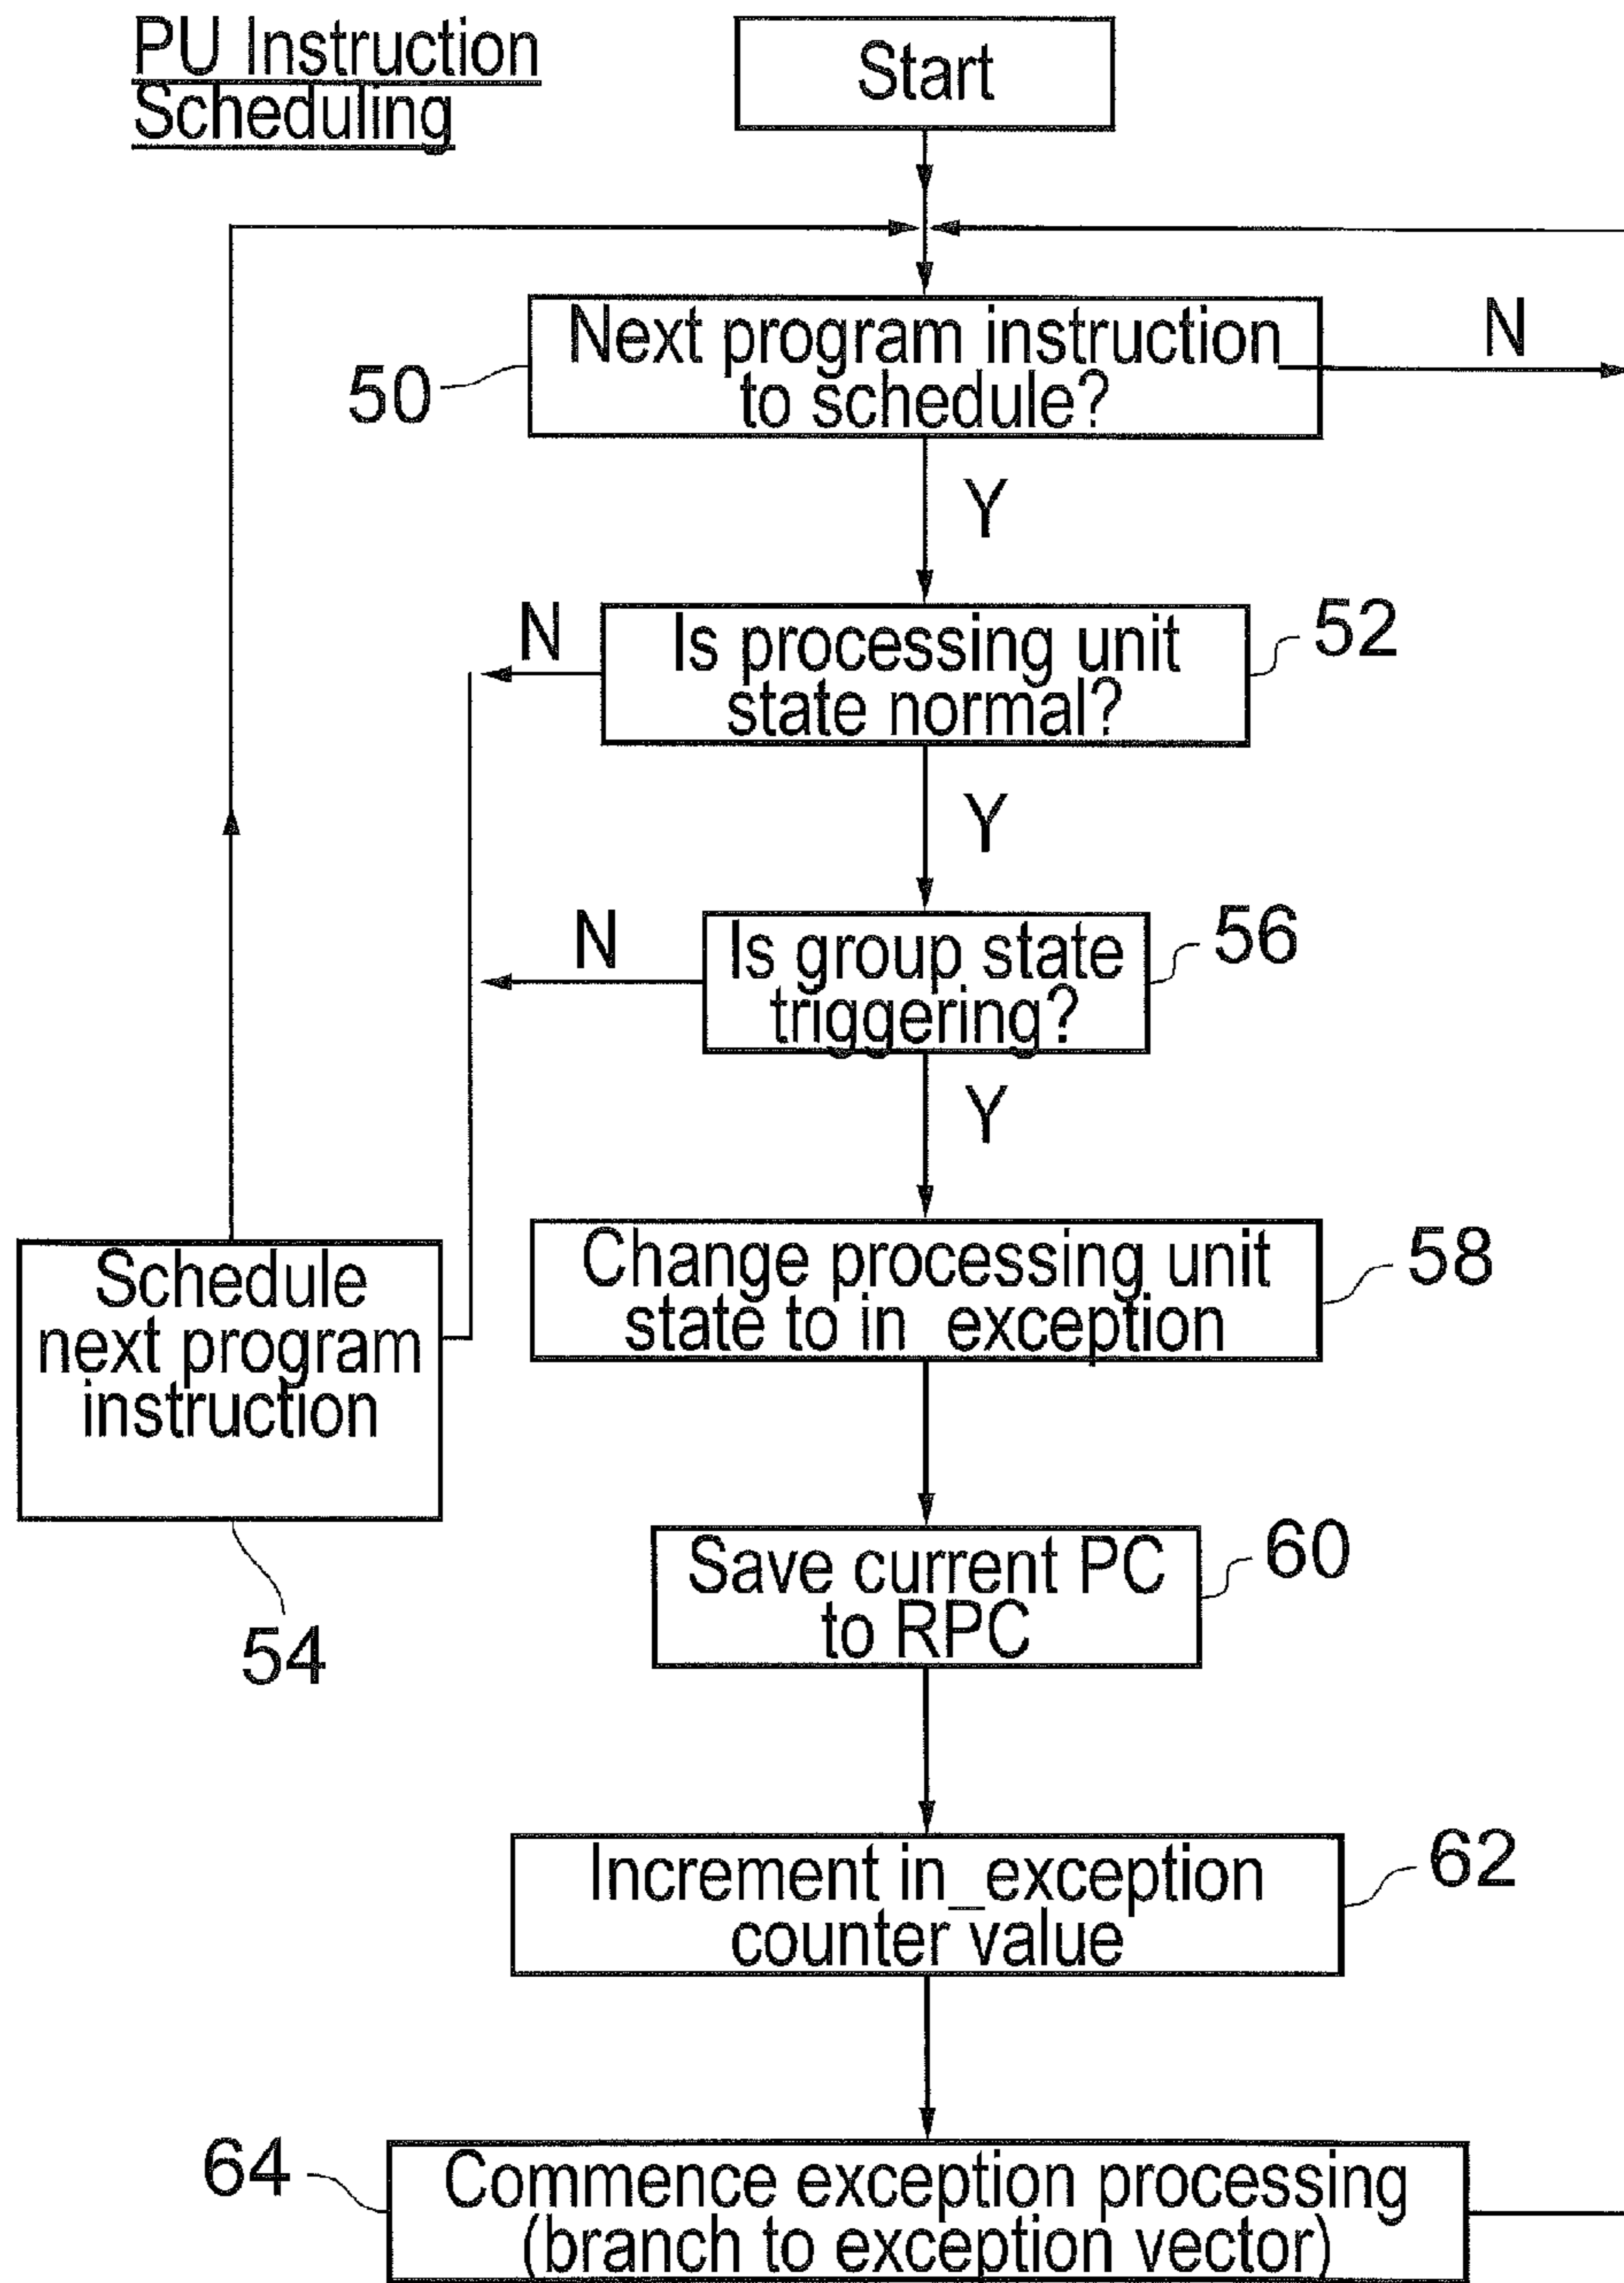 PU Instruction
Scheduling
Start
Next program instruction
to schedule?
50
N
Y
Is processing unit
state normal?
52
N
Y
Is group state
triggering?
56
N
Y
Change processing unit
state to in_exception
58
Schedule
next program
instruction
54
Save current PC
to RPC
60
Increment in_exception
counter value
62
64
Commence exception processing
(branch to exception vector)